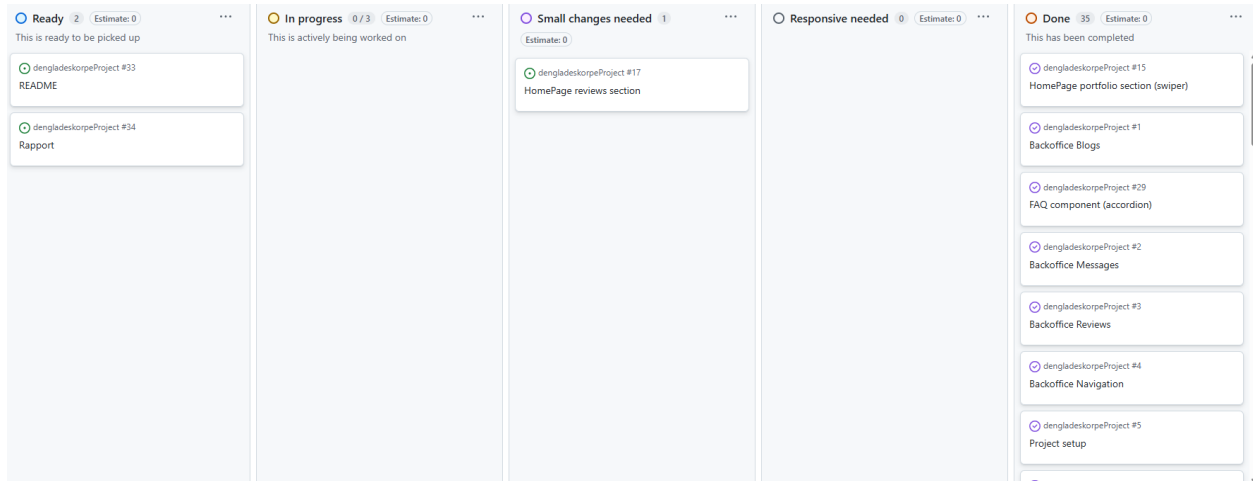 Ready 2 Estimate: 0 ...
This is ready to be picked up
dengladeskorpeProject #33
README
dengladeskorpeProject #34
Rapport
In progress 0 / 3 Estimate: 0 ...
This is actively being worked on
Small changes needed 1 ...
Estimate: 0
dengladeskorpeProject #17
HomePage reviews section
Responsive needed 0 Estimate: 0 ...
Done 35 Estimate: 0 ...
This has been completed
dengladeskorpeProject #15
HomePage portfolio section (swiper)
dengladeskorpeProject #1
Backoffice Blogs
dengladeskorpeProject #29
FAQ component (accordion)
dengladeskorpeProject #2
Backoffice Messages
dengladeskorpeProject #3
Backoffice Reviews
dengladeskorpeProject #4
Backoffice Navigation
dengladeskorpeProject #5
Project setup